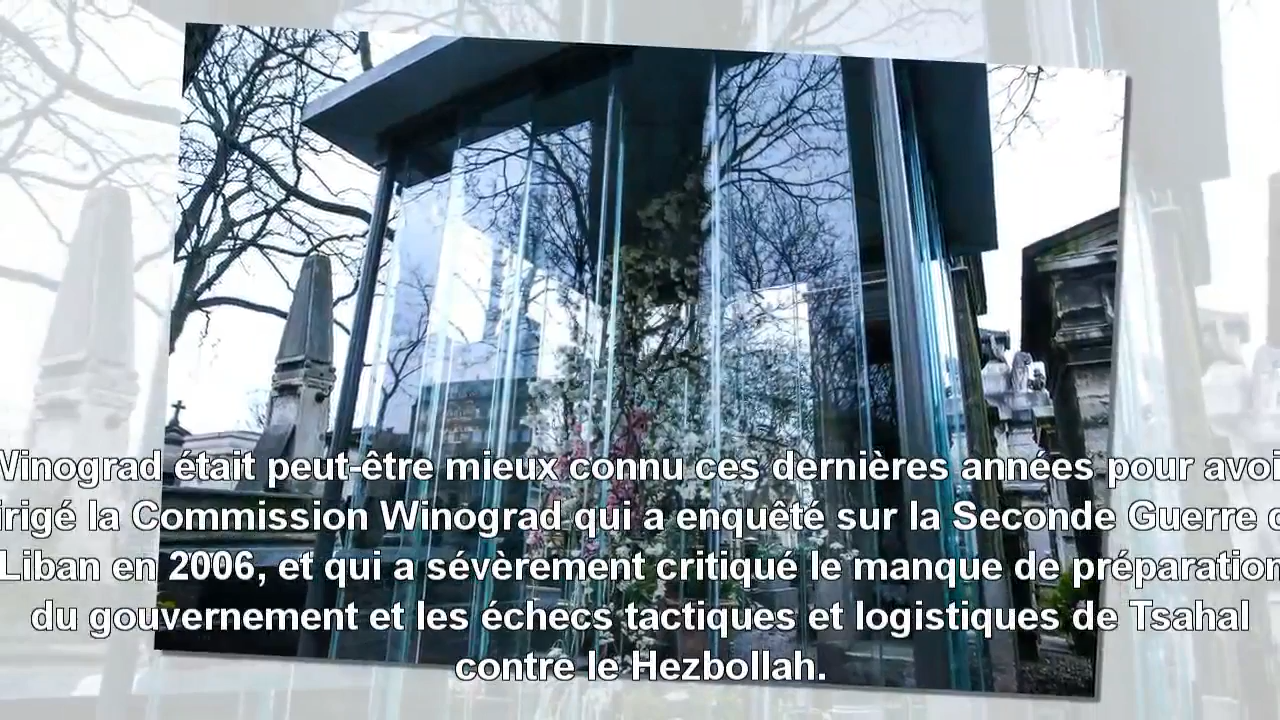 Winograd était peut-être mieux connu ces dernières années pour avoi
irigé la Commission Winograd qui a enquêté sur la Seconde Guerre d
Liban en 2006, et qui a sévèrement critiqué le manque de préparation
du gouvernement et les échecs tactiques et logistiques de Tsahal
contre le Hezbollah.